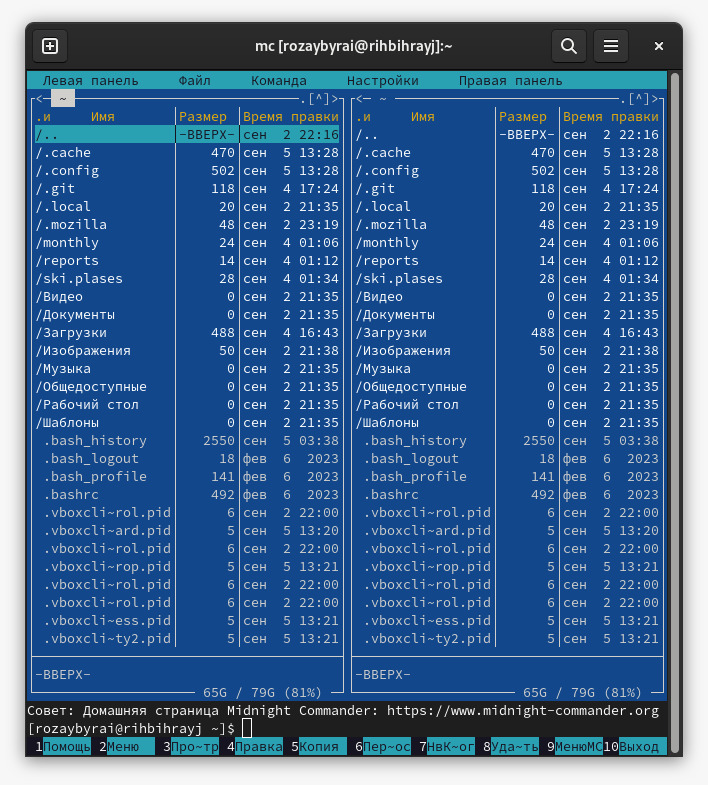 mc [rozaybyrai@rihbihrayj]:~
Левая панель Файл Команда Настройки Правая панель
<─ ~ .[^]> <─ ~ .[^]>
.и Имя Размер Время правки .и Имя Размер Время правки
/.. -ВВЕРХ- сен 2 22:16 /.. -ВВЕРХ- сен 2 22:16
/.cache 470 сен 5 13:28 /.cache 470 сен 5 13:28
/.config 502 сен 5 13:28 /.config 502 сен 5 13:28
/.git 118 сен 4 17:24 /.git 118 сен 4 17:24
/.local 20 сен 2 21:35 /.local 20 сен 2 21:35
/.mozilla 48 сен 2 23:19 /.mozilla 48 сен 2 23:19
/monthly 24 сен 4 01:06 /monthly 24 сен 4 01:06
/reports 14 сен 4 01:12 /reports 14 сен 4 01:12
/ski.plases 28 сен 4 01:34 /ski.plases 28 сен 4 01:34
/Видео 0 сен 2 21:35 /Видео 0 сен 2 21:35
/Документы 0 сен 2 21:35 /Документы 0 сен 2 21:35
/Загрузки 488 сен 4 16:43 /Загрузки 488 сен 4 16:43
/Изображения 50 сен 2 21:38 /Изображения 50 сен 2 21:38
/Музыка 0 сен 2 21:35 /Музыка 0 сен 2 21:35
/Общедоступные 0 сен 2 21:35 /Общедоступные 0 сен 2 21:35
/Рабочий стол 0 сен 2 21:35 /Рабочий стол 0 сен 2 21:35
/Шаблоны 0 сен 2 21:35 /Шаблоны 0 сен 2 21:35
.bash_history 2550 сен 5 03:38 .bash_history 2550 сен 5 03:38
.bash_logout 18 фев 6 2023 .bash_logout 18 фев 6 2023
.bash_profile 141 фев 6 2023 .bash_profile 141 фев 6 2023
.bashrc 492 фев 6 2023 .bashrc 492 фев 6 2023
.vboxcli~rol.pid 6 сен 2 22:00 .vboxcli~rol.pid 6 сен 2 22:00
.vboxcli~ard.pid 5 сен 5 13:20 .vboxcli~ard.pid 5 сен 5 13:20
.vboxcli~rol.pid 6 сен 2 22:00 .vboxcli~rol.pid 6 сен 2 22:00
.vboxcli~rop.pid 5 сен 5 13:21 .vboxcli~rop.pid 5 сен 5 13:21
.vboxcli~rol.pid 6 сен 2 22:00 .vboxcli~rol.pid 6 сен 2 22:00
.vboxcli~rol.pid 6 сен 2 22:00 .vboxcli~rol.pid 6 сен 2 22:00
.vboxcli~ess.pid 5 сен 5 13:21 .vboxcli~ess.pid 5 сен 5 13:21
.vboxcli~ty2.pid 5 сен 5 13:21 .vboxcli~ty2.pid 5 сен 5 13:21
-ВВЕРХ- -ВВЕРХ-
65G / 79G (81%) 65G / 79G (81%)
Совет: Домашняя страница Midnight Commander: https://www.midnight-commander.org
[rozaybyrai@rihbihrayj ~]$
1Помощь 2Меню 3Про~тр 4Правка 5Копия 6Пер~ос 7НвК~ог 8Уда~ть 9МенюМС 10Выход